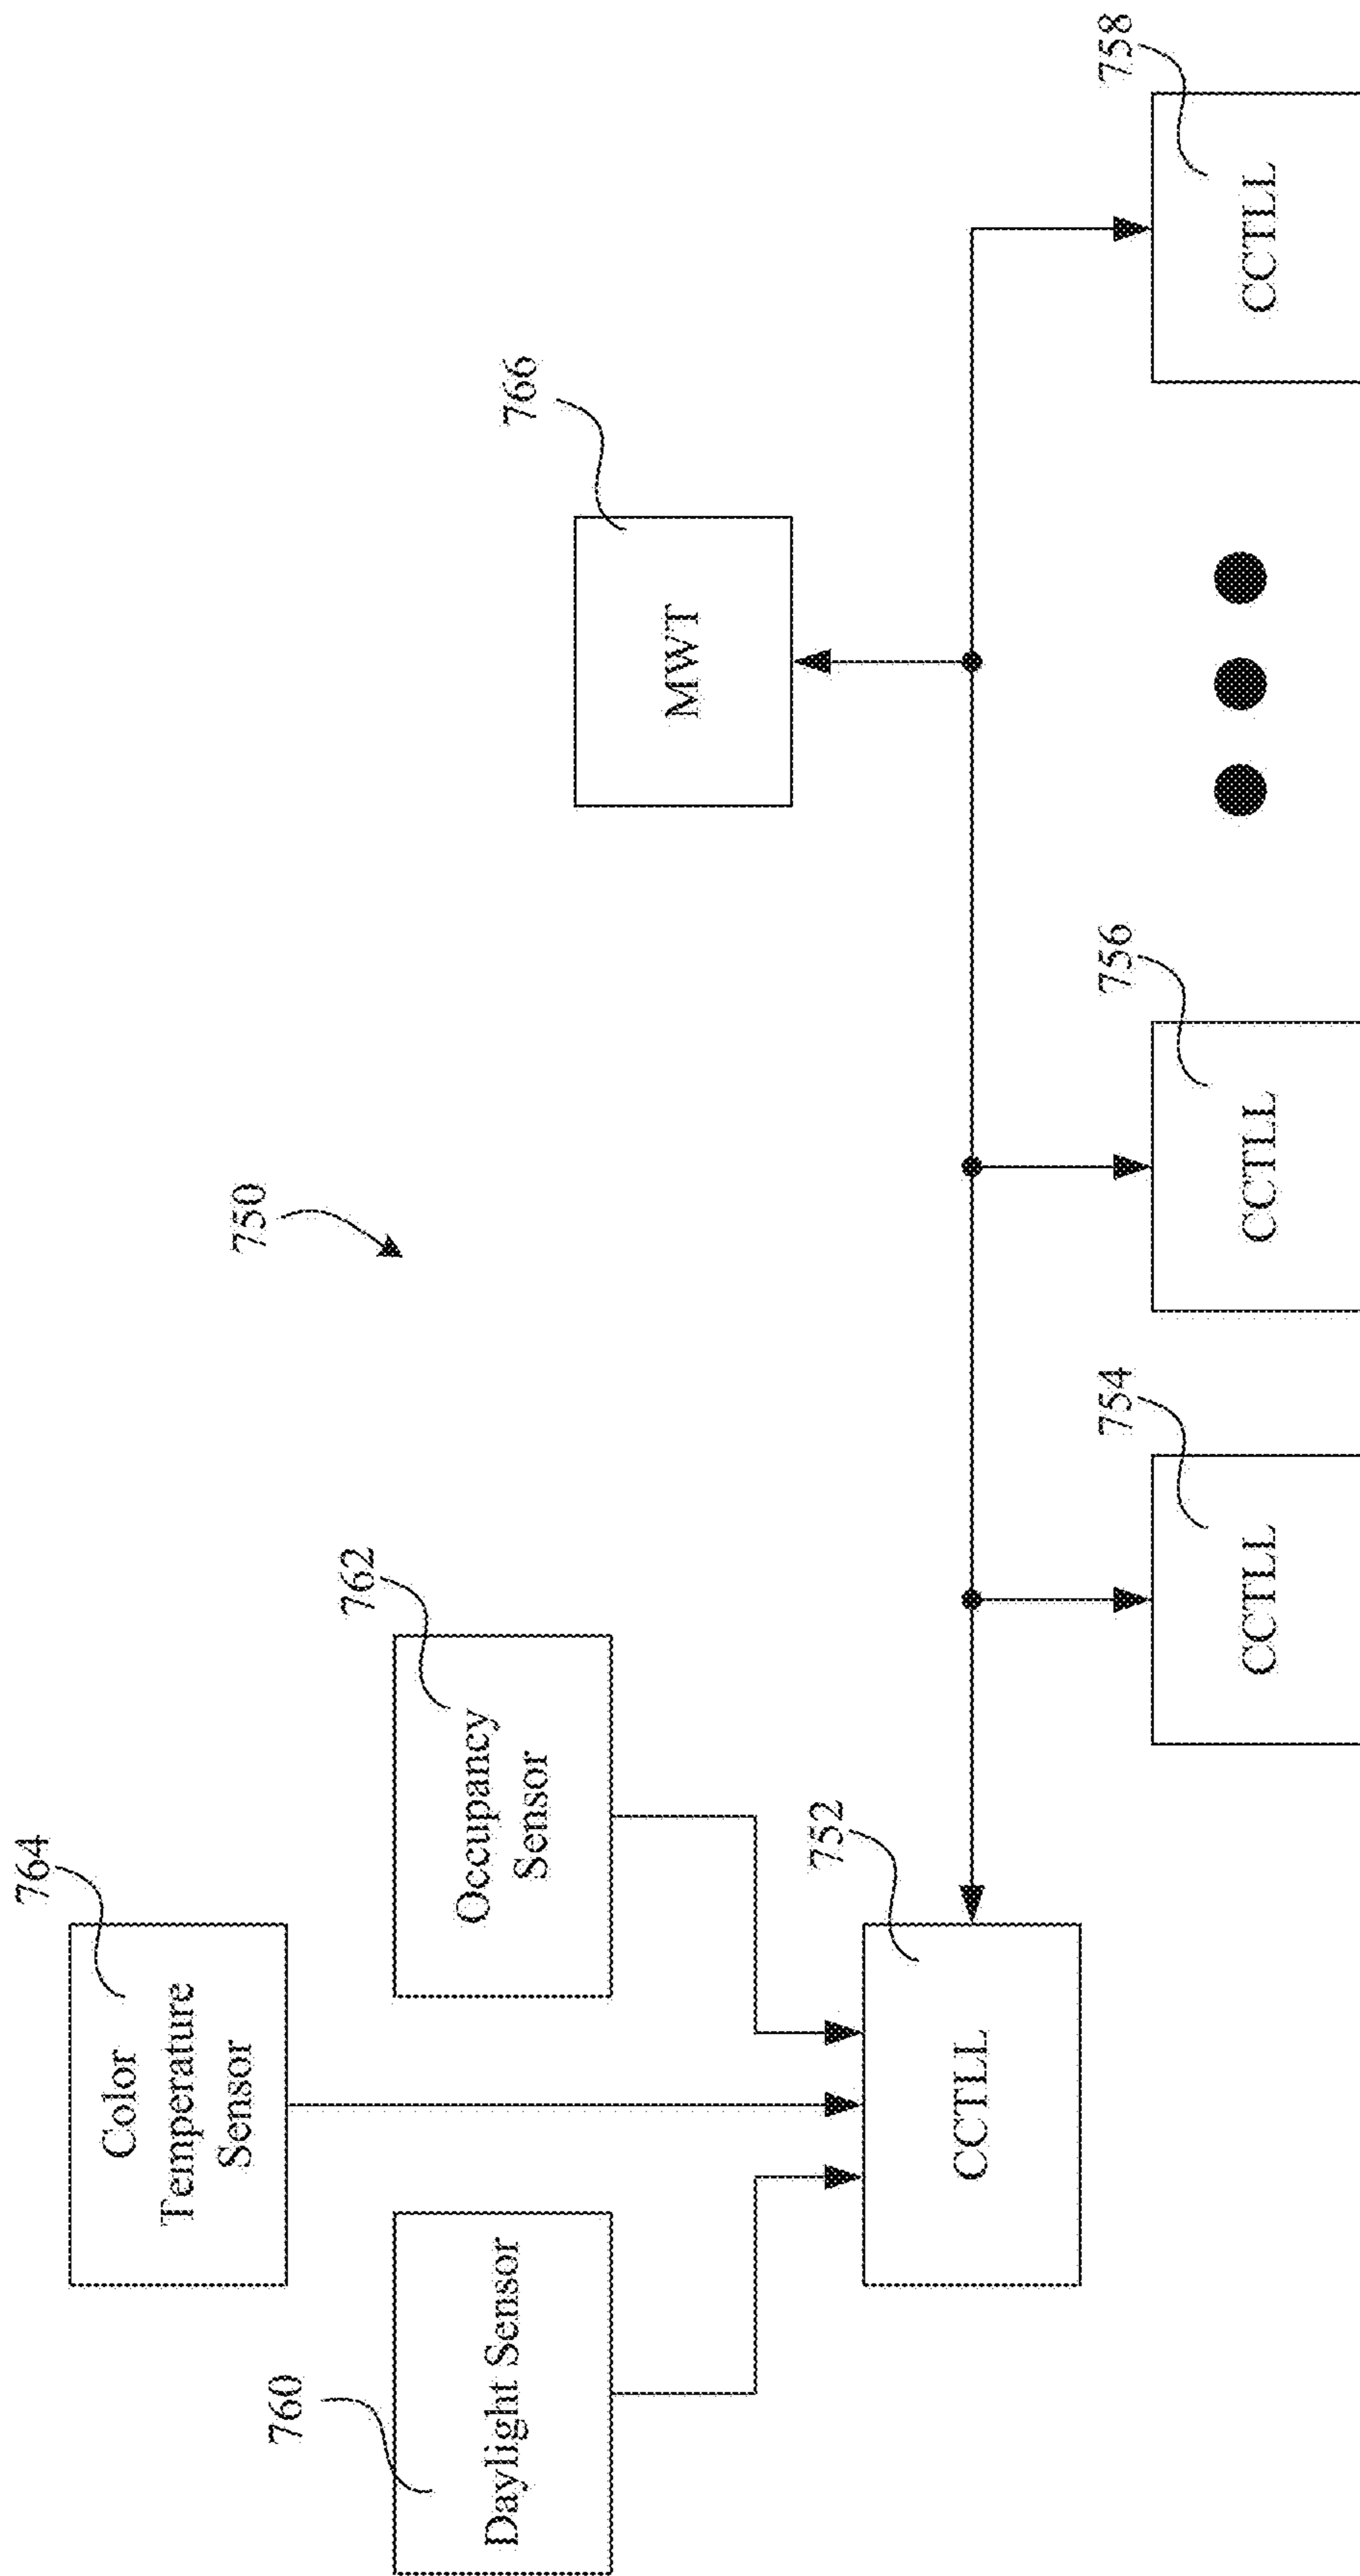 750
764
Color
Temperature
Sensor
760
Daylight Sensor
762
Occupancy
Sensor
766
MWT
752
CCTLL
754
CCTLL
756
CCTLL
758
CCTLL